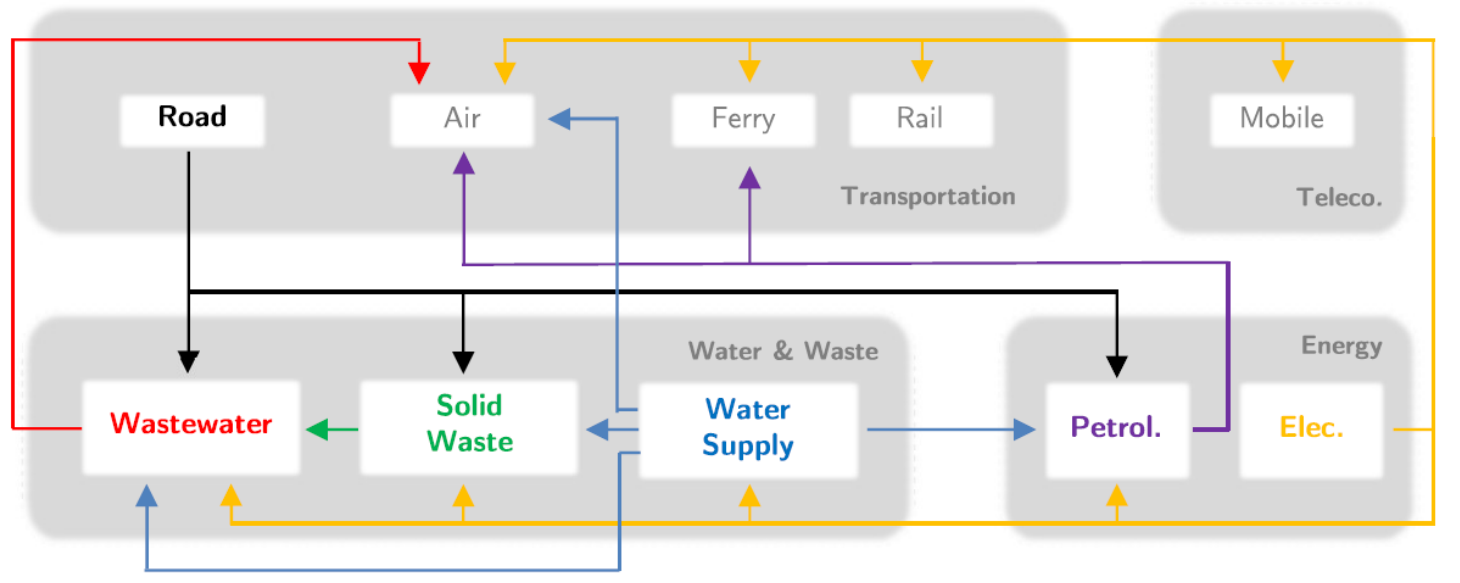 Road
Air
Ferry
Rail
Mobile
Transportation
Teleco.
Water & Waste
Energy
Wastewater
Solid
Waste
Water
Supply
Petrol.
Elec.